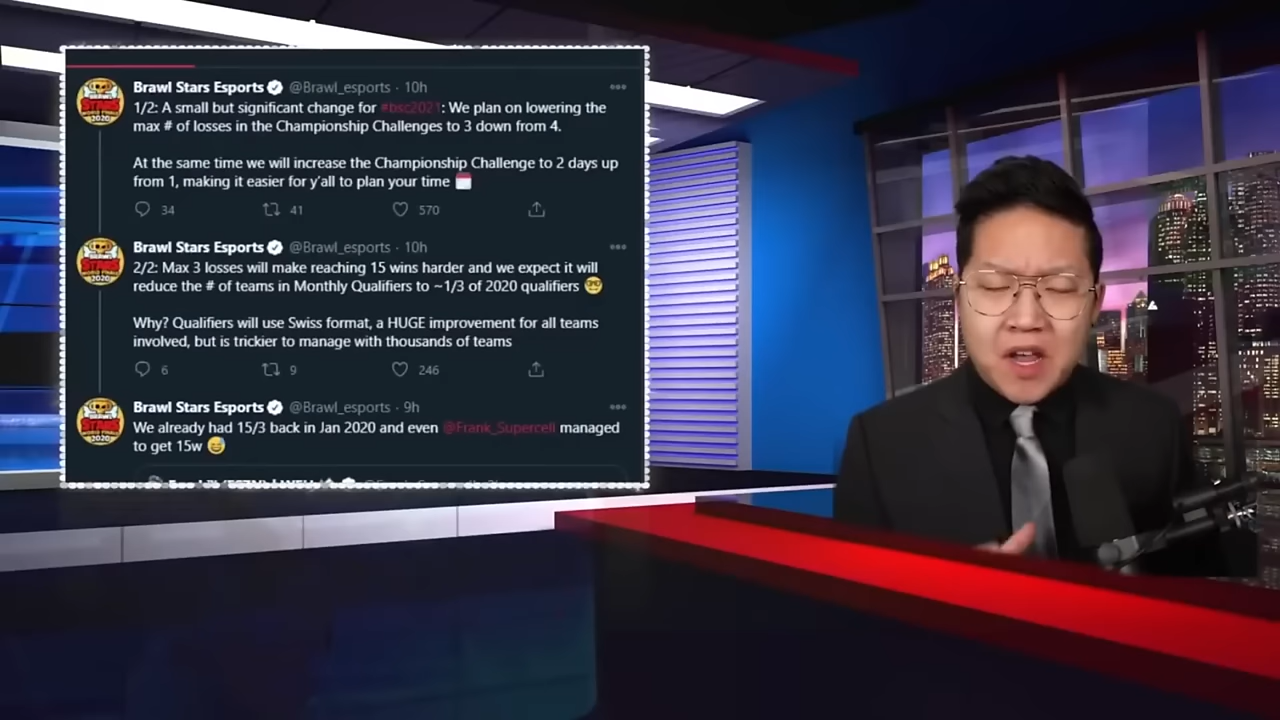 Brawl Stars Esports @Brawl_esports · 10h
1/2: A small but significant change for #bsc2021: We plan on lowering the
max # of losses in the Championship Challenges to 3 down from 4.
At the same time we will increase the Championship Challenge to 2 days up
from 1, making it easier for y'all to plan your time
34 41 570
Brawl Stars Esports @Brawl_esports · 10h
2/2: Max 3 losses will make reaching 15 wins harder and we expect it will
reduce the # of teams in Monthly Qualifiers to ~1/3 of 2020 qualifiers 🤓
Why? Qualifiers will use Swiss format, a HUGE improvement for all teams
involved, but is trickier to manage with thousands of teams
6 9 246
Brawl Stars Esports @Brawl_esports · 9h
We already had 15/3 back in Jan 2020 and even @Frank_Supercell managed
to get 15w 😅